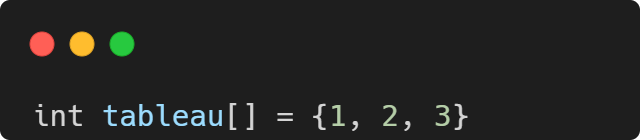 int tableau[] = {1, 2, 3}